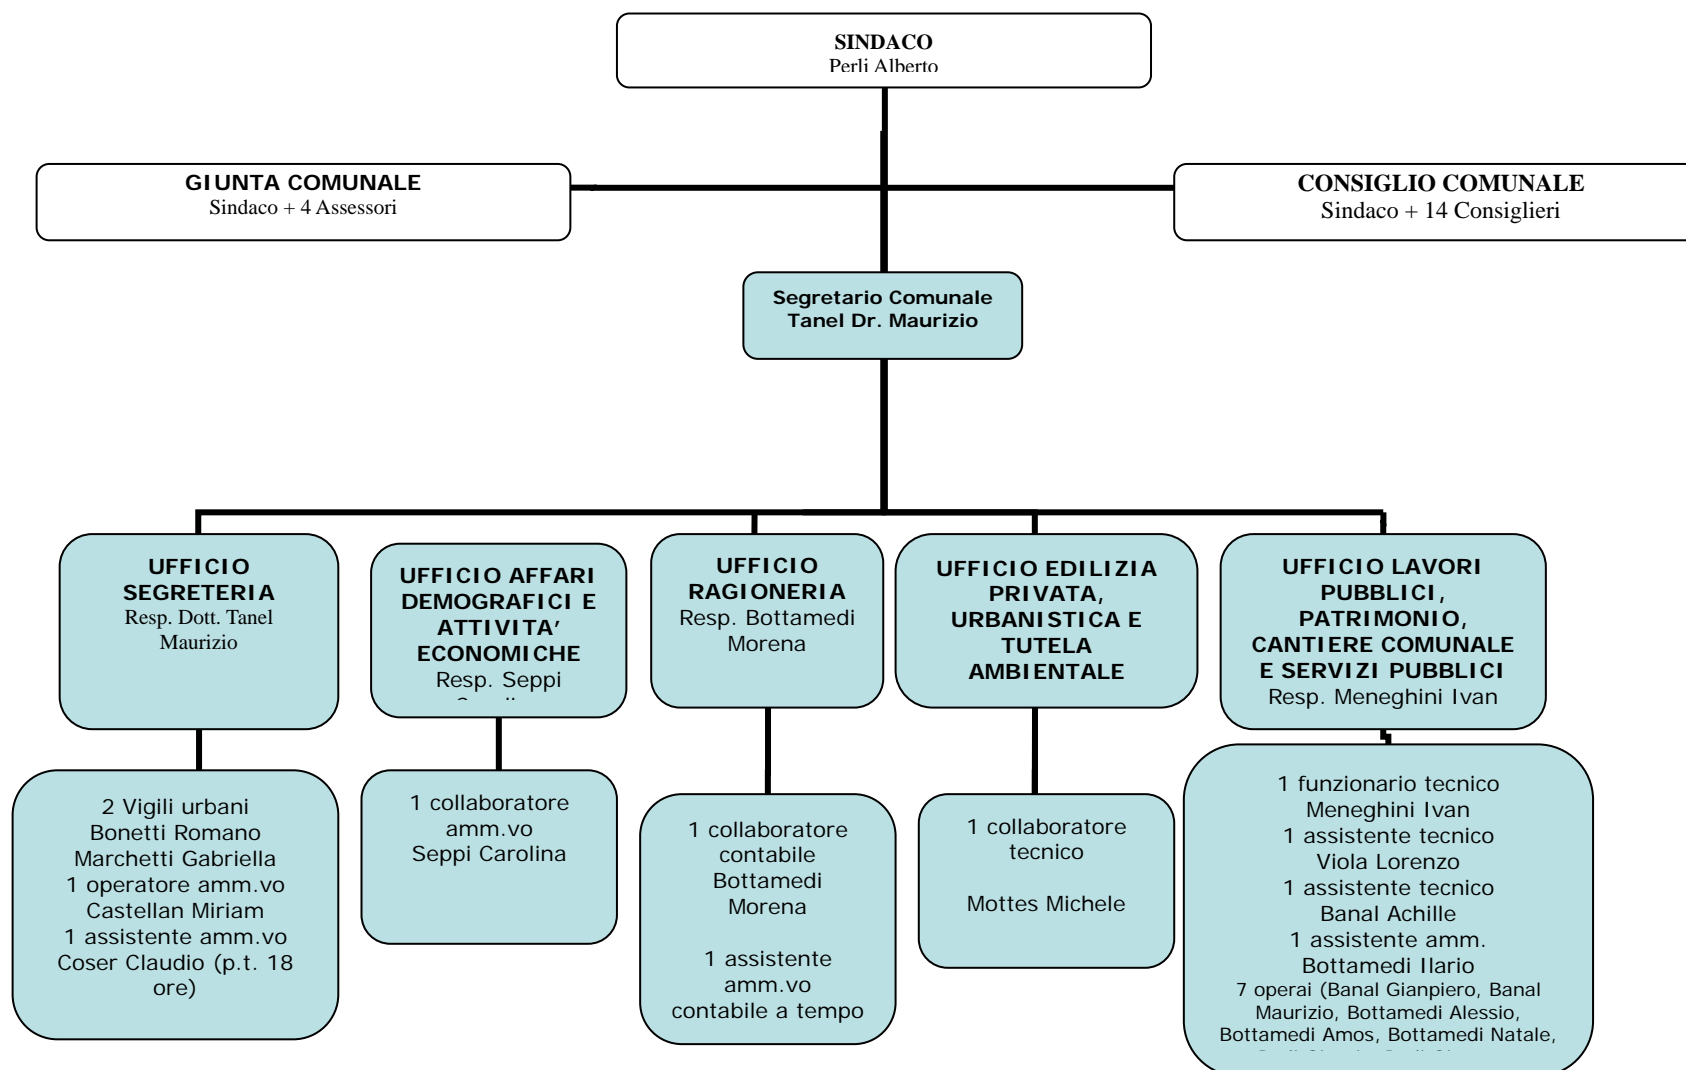 SINDACO
Perli Alberto
GIUNTA COMUNALE
Sindaco + 4 Assessori
CONSIGLIO COMUNALE
Sindaco + 14 Consiglieri
Segretario Comunale
Tanel Dr. Maurizio
UFFICIO
SEGRETERIA
Resp. Dott. Tanel
Maurizio
UFFICIO AFFARI
DEMOGRAFICI E
ATTIVITA'
ECONOMICHE
Resp. Seppi
UFFICIO
RAGIONERIA
Resp. Bottamedi
Morena
UFFICIO EDILIZIA
PRIVATA,
URBANISTICA E
TUTELA
AMBIENTALE
UFFICIO LAVORI
PUBBLICI,
PATRIMONIO,
CANTIERE COMUNALE
E SERVIZI PUBBLICI
Resp. Meneghini Ivan
2 Vigili urbani
Bonetti Romano
Marchetti Gabriella
1 operatore amm.vo
Castellan Miriam
1 assistente amm.vo
Coser Claudio (p.t. 18
ore)
1 collaboratore
amm.vo
Seppi Carolina
1 collaboratore
contabile
Bottamedi
Morena
1 assistente
amm.vo
contabile a tempo
1 collaboratore
tecnico
Mottes Michele
1 funzionario tecnico
Meneghini Ivan
1 assistente tecnico
Viola Lorenzo
1 assistente tecnico
Banal Achille
1 assistente amm.
Bottamedi Ilario
7 operai (Banal Gianpiero, Banal
Maurizio, Bottamedi Alessio,
Bottamedi Amos, Bottamedi Natale,